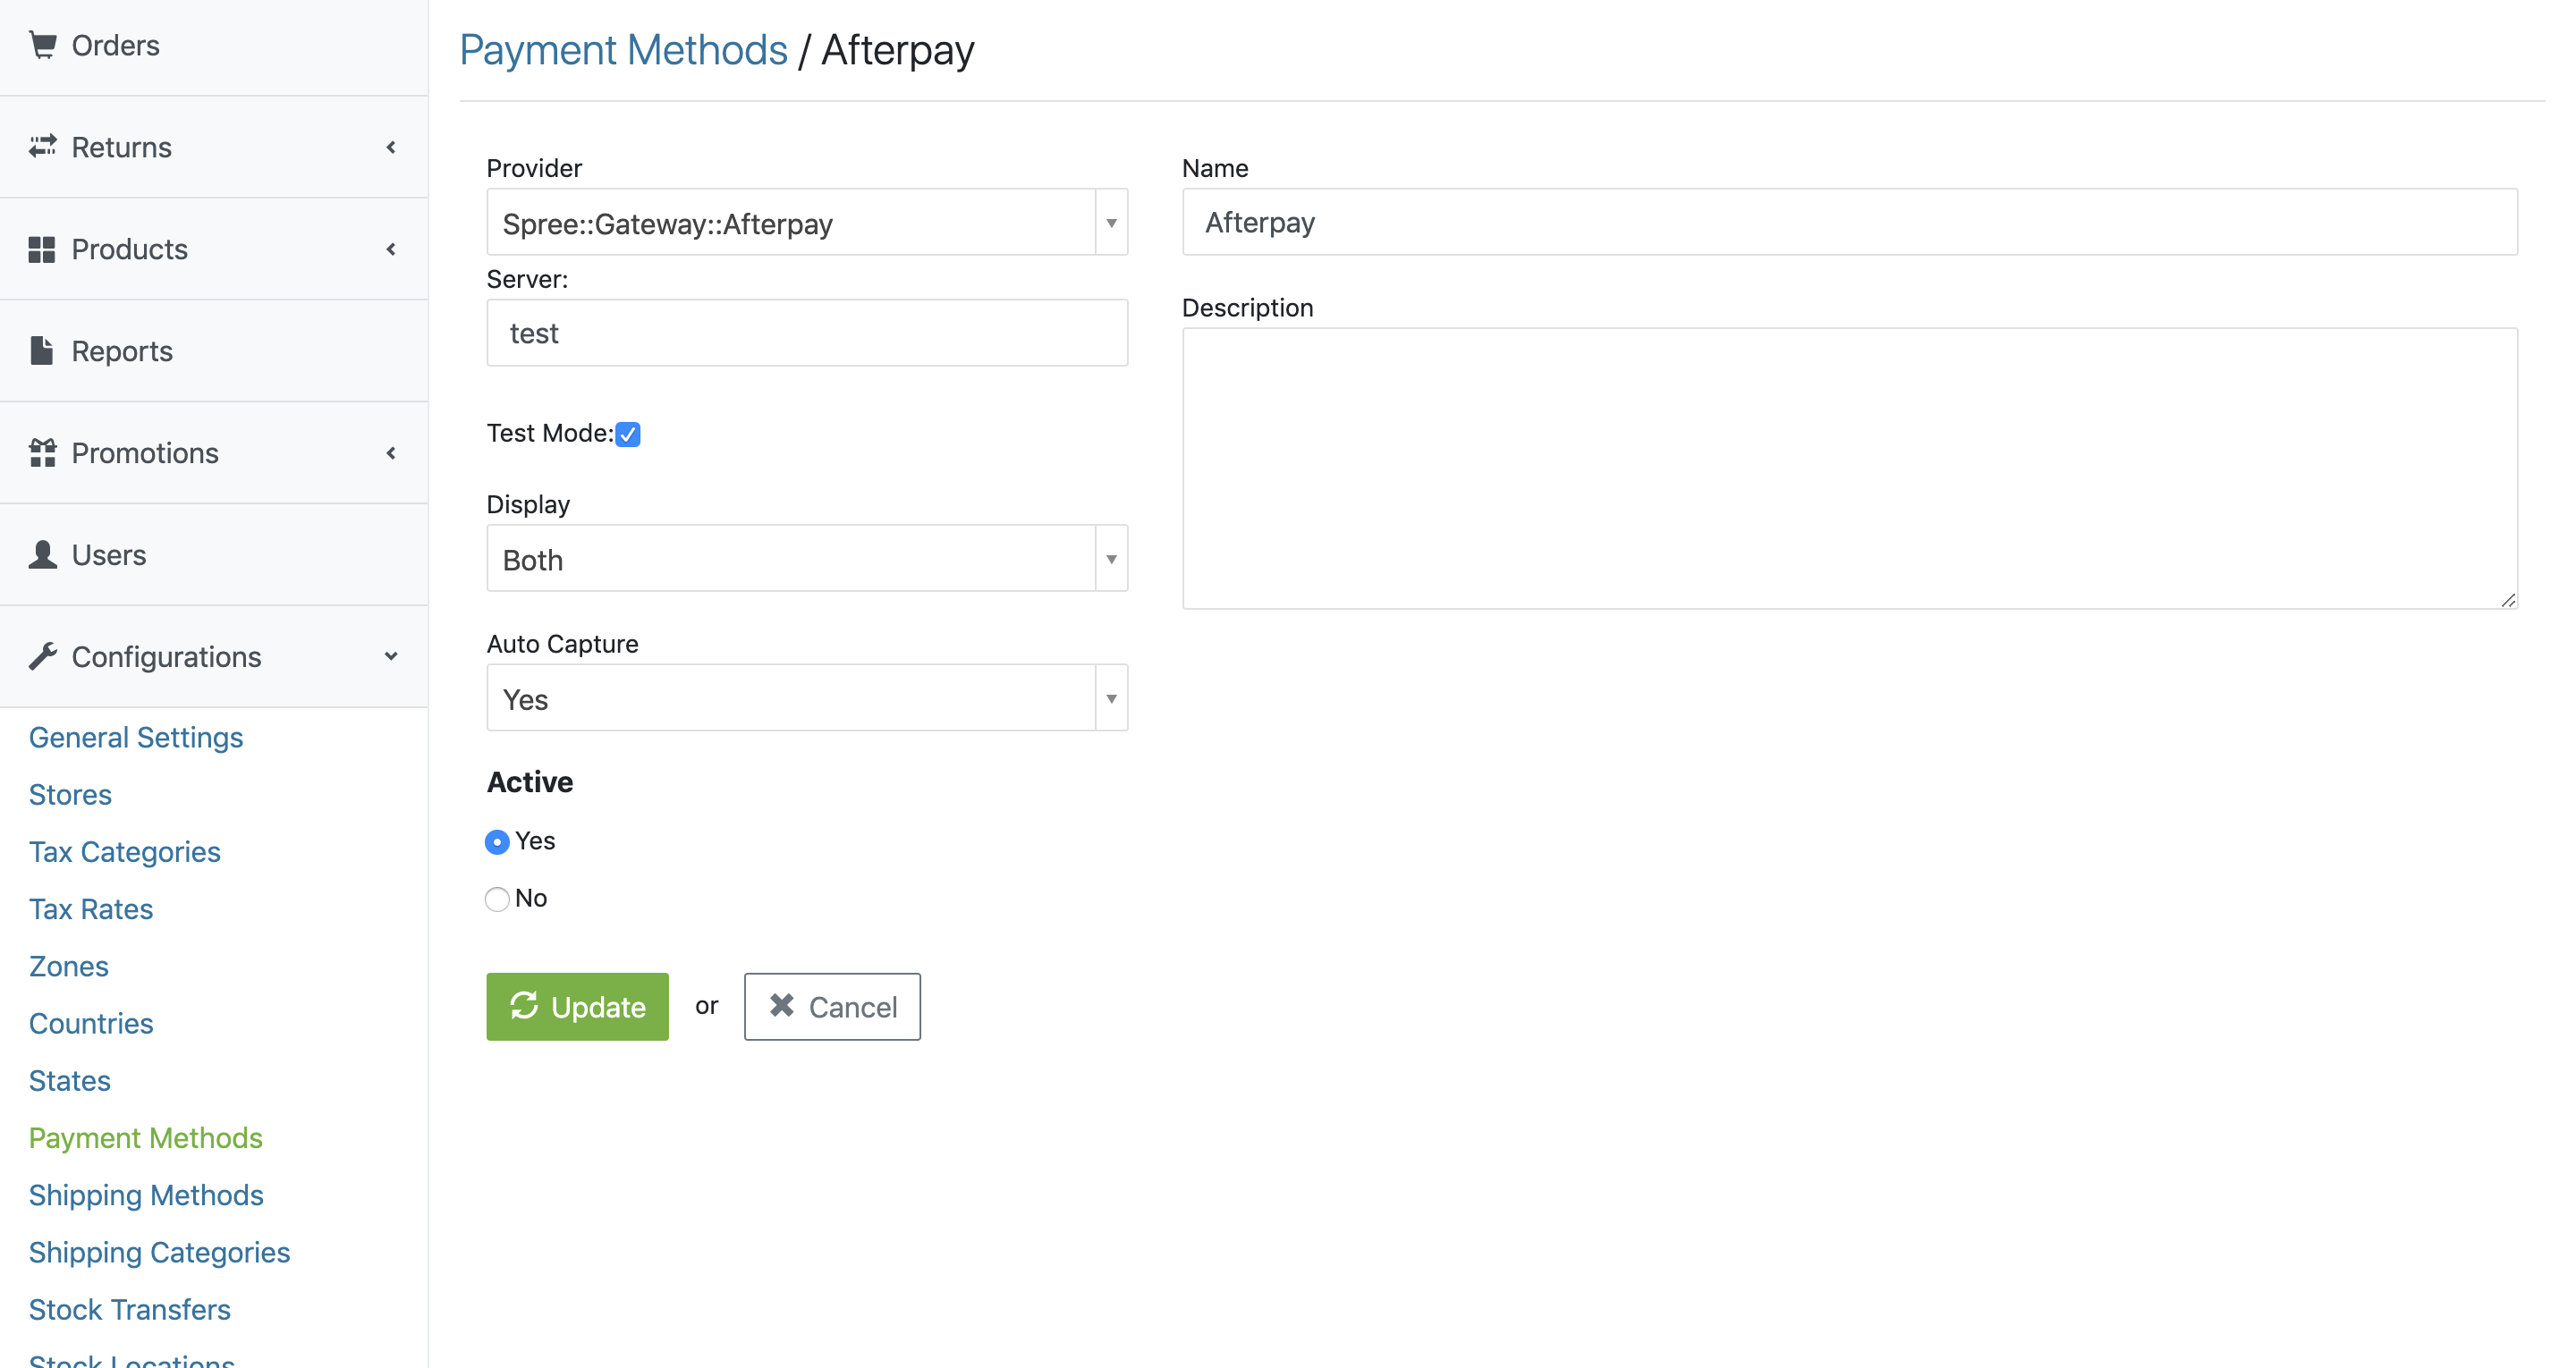 Orders
Returns
Products
Reports
Promotions
Users
Configurations
General Settings
Stores
Tax Categories
Tax Rates
Zones
Countries
States
Payment Methods
Shipping Methods
Shipping Categories
Stock Transfers
Stock Locations
Payment Methods / Afterpay
Provider
Spree::Gateway::Afterpay
Server:
test
Test Mode:
Display
Both
Auto Capture
Yes
Active
Yes
No
Update or Cancel
Name
Afterpay
Description